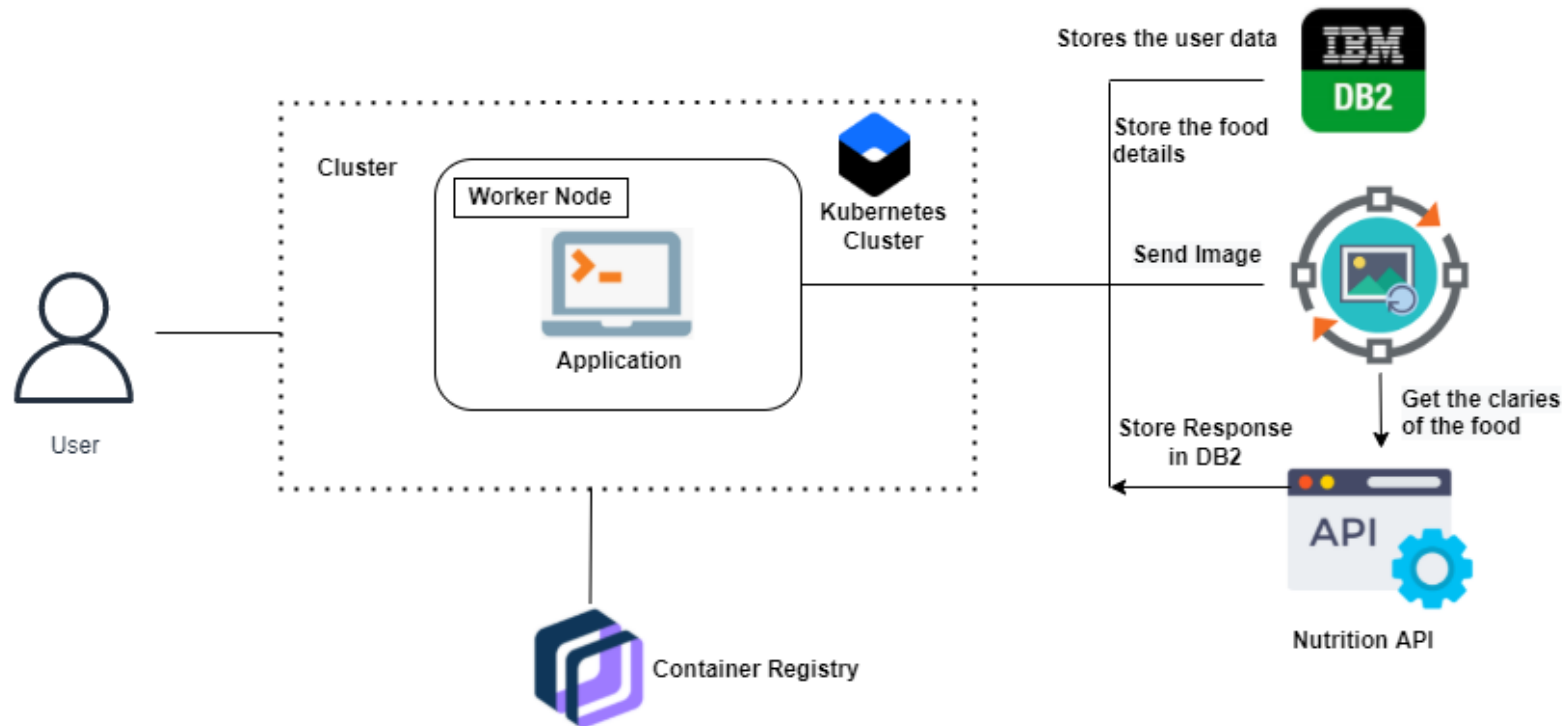 Stores the user data
IBM
DB2
Store the food
details
Cluster
Worker Node
Kubernetes
Cluster
Send Image
Application
Get the claries
of the food
User
Store Response
in DB2
API
Nutrition API
Container Registry